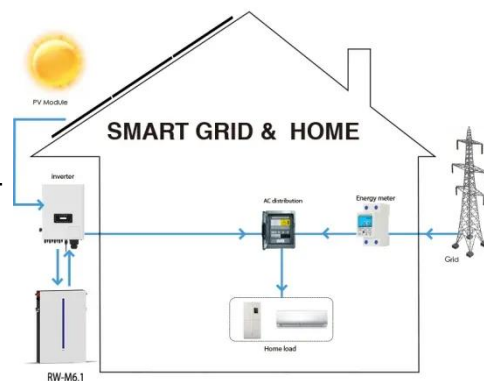 PV Module
SMART GRID & HOME
inverter
AC distribution
Energy meter
Grid
Home load
RW-M6.1